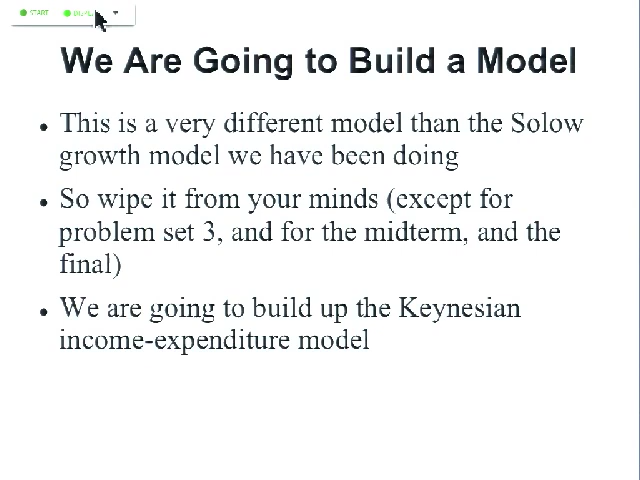 START
We Are Going to Build a Model
• This is a very different model than the Solow
growth model we have been doing
• So wipe it from your minds (except for
problem set 3, and for the midterm, and the
final)
• We are going to build up the Keynesian
income-expenditure model